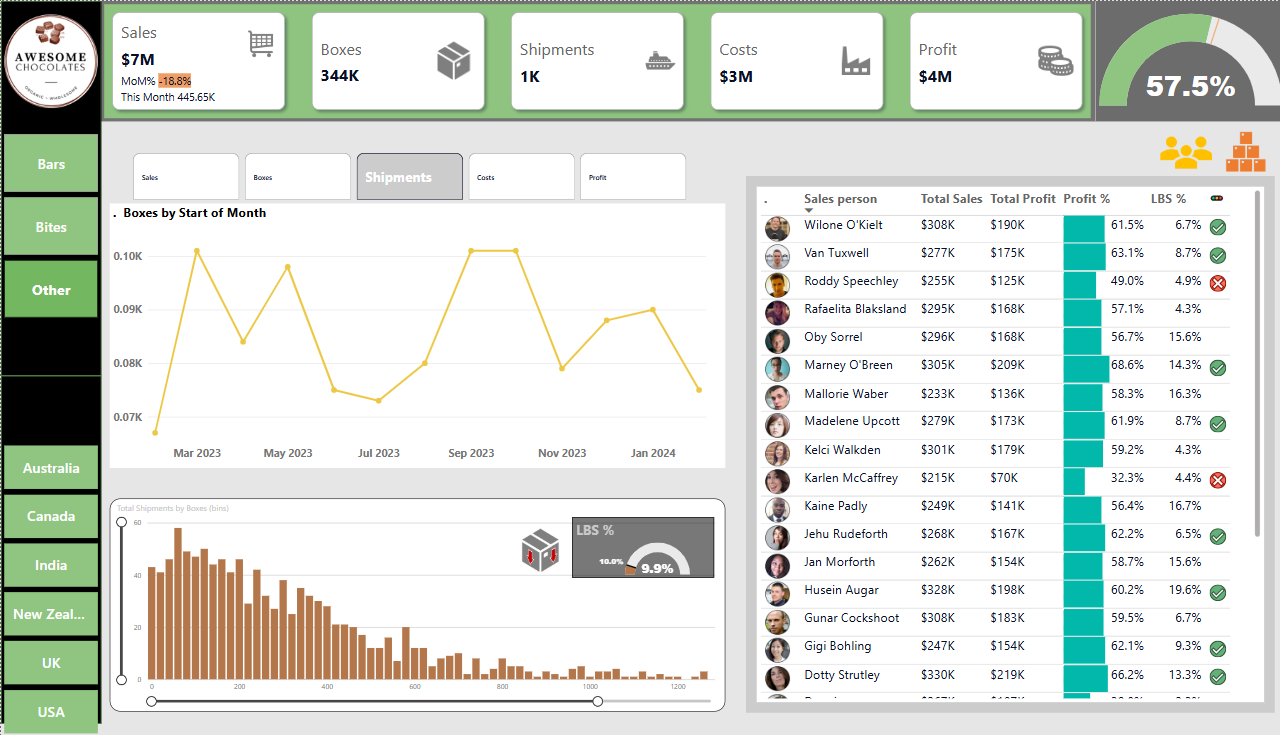 AWESOME
CHOCOLATES
ORGANIC • WHOLESOME
Sales
$7M
MoM% -18.8%
This Month 445.65K
Boxes
344K
Shipments
1K
Costs
$3M
Profit
$4M
57.5%
Bars
Bites
Other
Australia
Canada
India
New Zeal...
UK
USA
Sales
Boxes
Shipments
Costs
Profit
. Boxes by Start of Month
0.10K
0.09K
0.08K
0.07K
Mar 2023 May 2023 Jul 2023 Sep 2023 Nov 2023 Jan 2024
Total Shipments by Boxes (bins)
60
40
20
0
0 200 400 600 800 1000 1200
LBS %
10.0%
9.9%
. Sales person Total Sales Total Profit Profit % LBS %
Wilone O'Kielt $308K $190K 61.5% 6.7%
Van Tuxwell $277K $175K 63.1% 8.7%
Roddy Speechley $255K $125K 49.0% 4.9%
Rafaelita Blaksland $295K $168K 57.1% 4.3%
Oby Sorrel $296K $168K 56.7% 15.6%
Marney O'Breen $305K $209K 68.6% 14.3%
Mallorie Waber $233K $136K 58.3% 16.3%
Madelene Upcott $279K $173K 61.9% 8.7%
Kelci Walkden $301K $179K 59.2% 4.3%
Karlen McCaffrey $215K $70K 32.3% 4.4%
Kaine Padly $249K $141K 56.4% 16.7%
Jehu Rudeforth $268K $167K 62.2% 6.5%
Jan Morforth $262K $154K 58.7% 15.6%
Husein Augar $328K $198K 60.2% 19.6%
Gunar Cockshoot $308K $183K 59.5% 6.7%
Gigi Bohling $247K $154K 62.1% 9.3%
Dotty Strutley $330K $219K 66.2% 13.3%